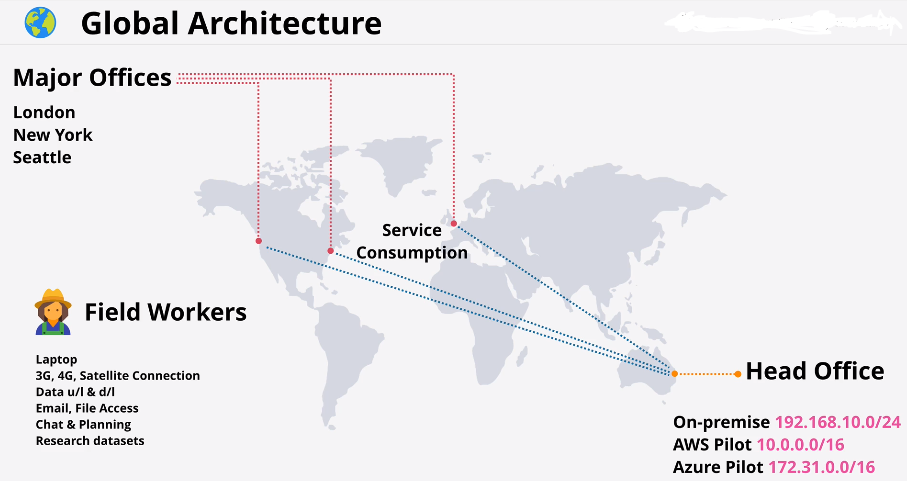 Global Architecture
Major Offices
London
New York
Seattle
Service
Consumption
Field Workers
Laptop
3G, 4G, Satellite Connection
Data u/l & d/l
Email, File Access
Chat & Planning
Research datasets
Head Office
On-premise 192.168.10.0/24
AWS Pilot 10.0.0.0/16
Azure Pilot 172.31.0.0/16